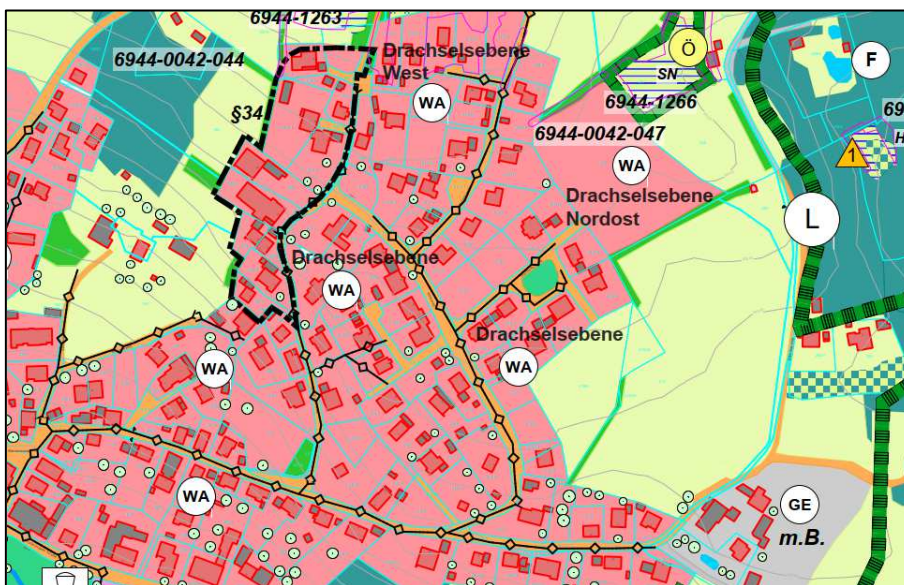 6944-1263
Drachselsebene
West
Ö
6944-0042-044
F
SN
WA
6944-1266
§34
6944-0042-047
1
WA
Drachselsebene
Nordost
L
Drachselsebene
WA
Drachselsebene
WA
WA
WA
GE
m.B.